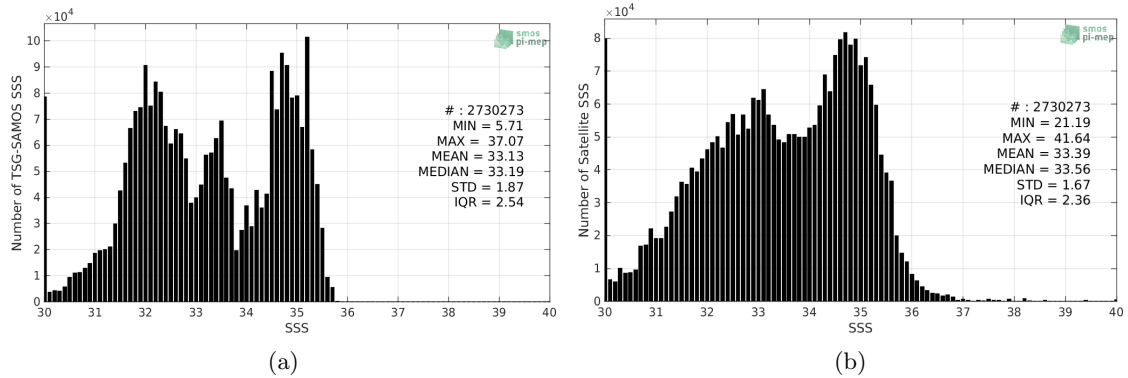 ×10⁴
10
9
8
7
6
5
4
3
2
1
0
Number of TSG-SAMOS SSS
30 31 32 33 34 35 36 37 38 39 40
SSS
smos
pi-mep
# : 2730273
MIN = 5.71
MAX = 37.07
MEAN = 33.13
MEDIAN = 33.19
STD = 1.87
IQR = 2.54
(a)
×10⁴
8
7
6
5
4
3
2
1
0
Number of Satellite SSS
30 31 32 33 34 35 36 37 38 39 40
SSS
smos
pi-mep
# : 2730273
MIN = 21.19
MAX = 41.64
MEAN = 33.39
MEDIAN = 33.56
STD = 1.67
IQR = 2.36
(b)